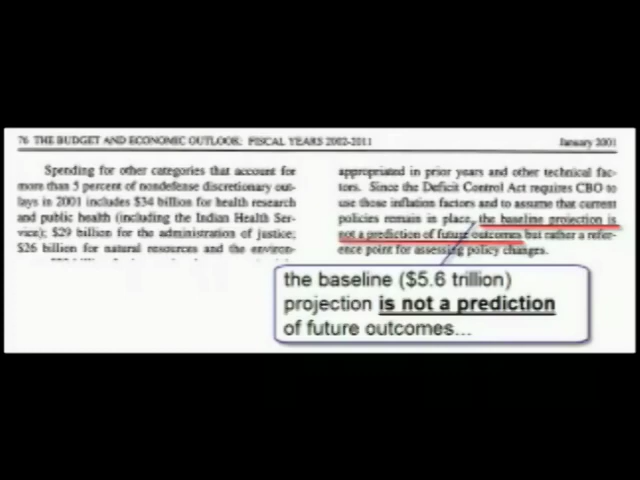 76 THE BUDGET AND ECONOMIC OUTLOOK: FISCAL YEARS 2002-2011
January 2001
Spending for other categories that account for
more than 5 percent of nondefense discretionary out-
lays in 2001 includes $34 billion for health research
and public health (including the Indian Health Ser-
vice); $29 billion for the administration of justice;
$26 billion for natural resources and the environ-
appropriated in prior years and other technical fac-
tors. Since the Deficit Control Act requires CBO to
use those inflation factors and to assume that current
policies remain in place, the baseline projection is
not a prediction of future outcomes but rather a refer-
ence point for assessing policy changes.
the baseline ($5.6 trillion)
projection is not a prediction
of future outcomes...